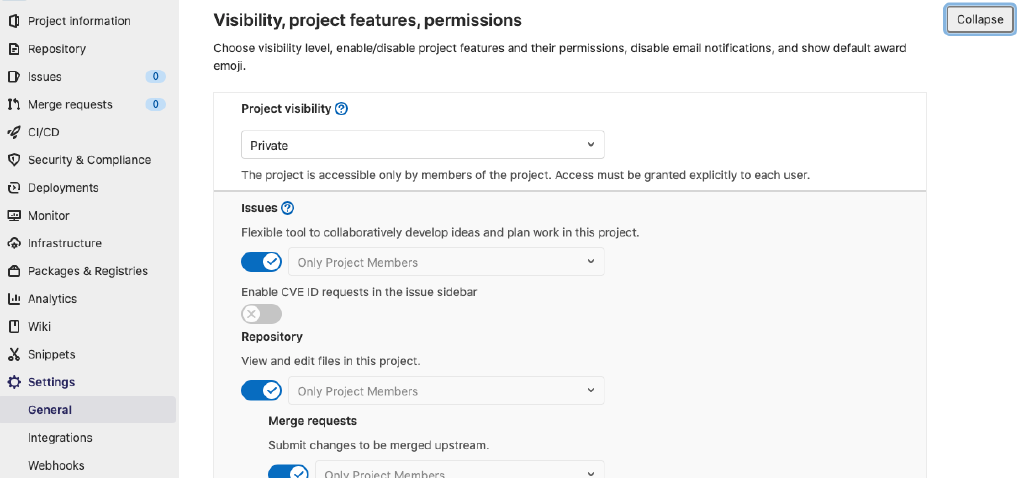 Project information
Repository
Issues 0
Merge requests 0
CI/CD
Security & Compliance
Deployments
Monitor
Infrastructure
Packages & Registries
Analytics
Wiki
Snippets
Settings
General
Integrations
Webhooks
Visibility, project features, permissions
Collapse
Choose visibility level, enable/disable project features and their permissions, disable email notifications, and show default award
emoji.
Project visibility
Private
The project is accessible only by members of the project. Access must be granted explicitly to each user.
Issues
Flexible tool to collaboratively develop ideas and plan work in this project.
Only Project Members
Enable CVE ID requests in the issue sidebar
Repository
View and edit files in this project.
Only Project Members
Merge requests
Submit changes to be merged upstream.
Only Project Members